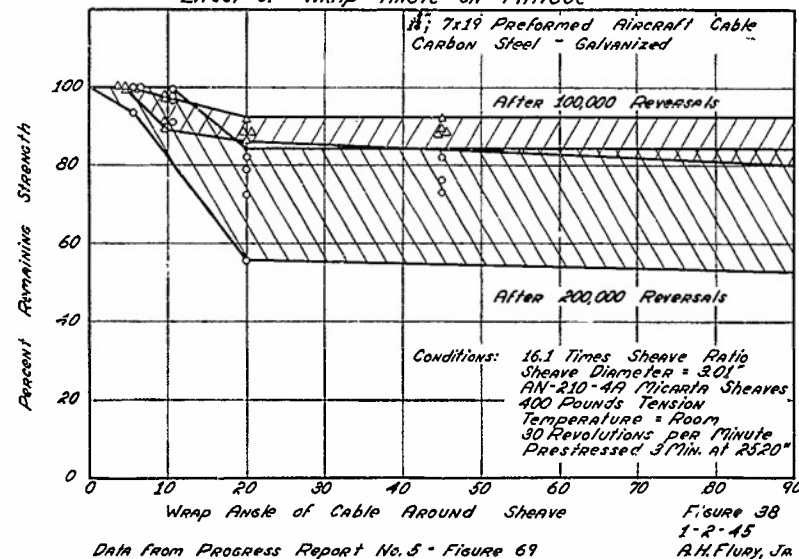 Effect of Wrap Angle on Fatigue
7x19 Preformed Aircraft Cable
Carbon Steel - Galvanized
After 100,000 Reversals
After 200,000 Reversals
Percent Remaining Strength
100
80
60
40
20
0
Conditions: 16.1 Times Sheave Ratio
Sheave Diameter = 3.01"
AN-210-4A Micarta Sheaves
400 Pounds Tension
Temperature = Room
30 Revolutions per Minute
Prestressed 3 Min. at 2520#
0 10 20 30 40 50 60 70 80 90
Wrap Angle of Cable Around Sheave
Figure 38
1-2-45
Data from Progress Report No. 5 - Figure 69
A.H. Flury, Jr.